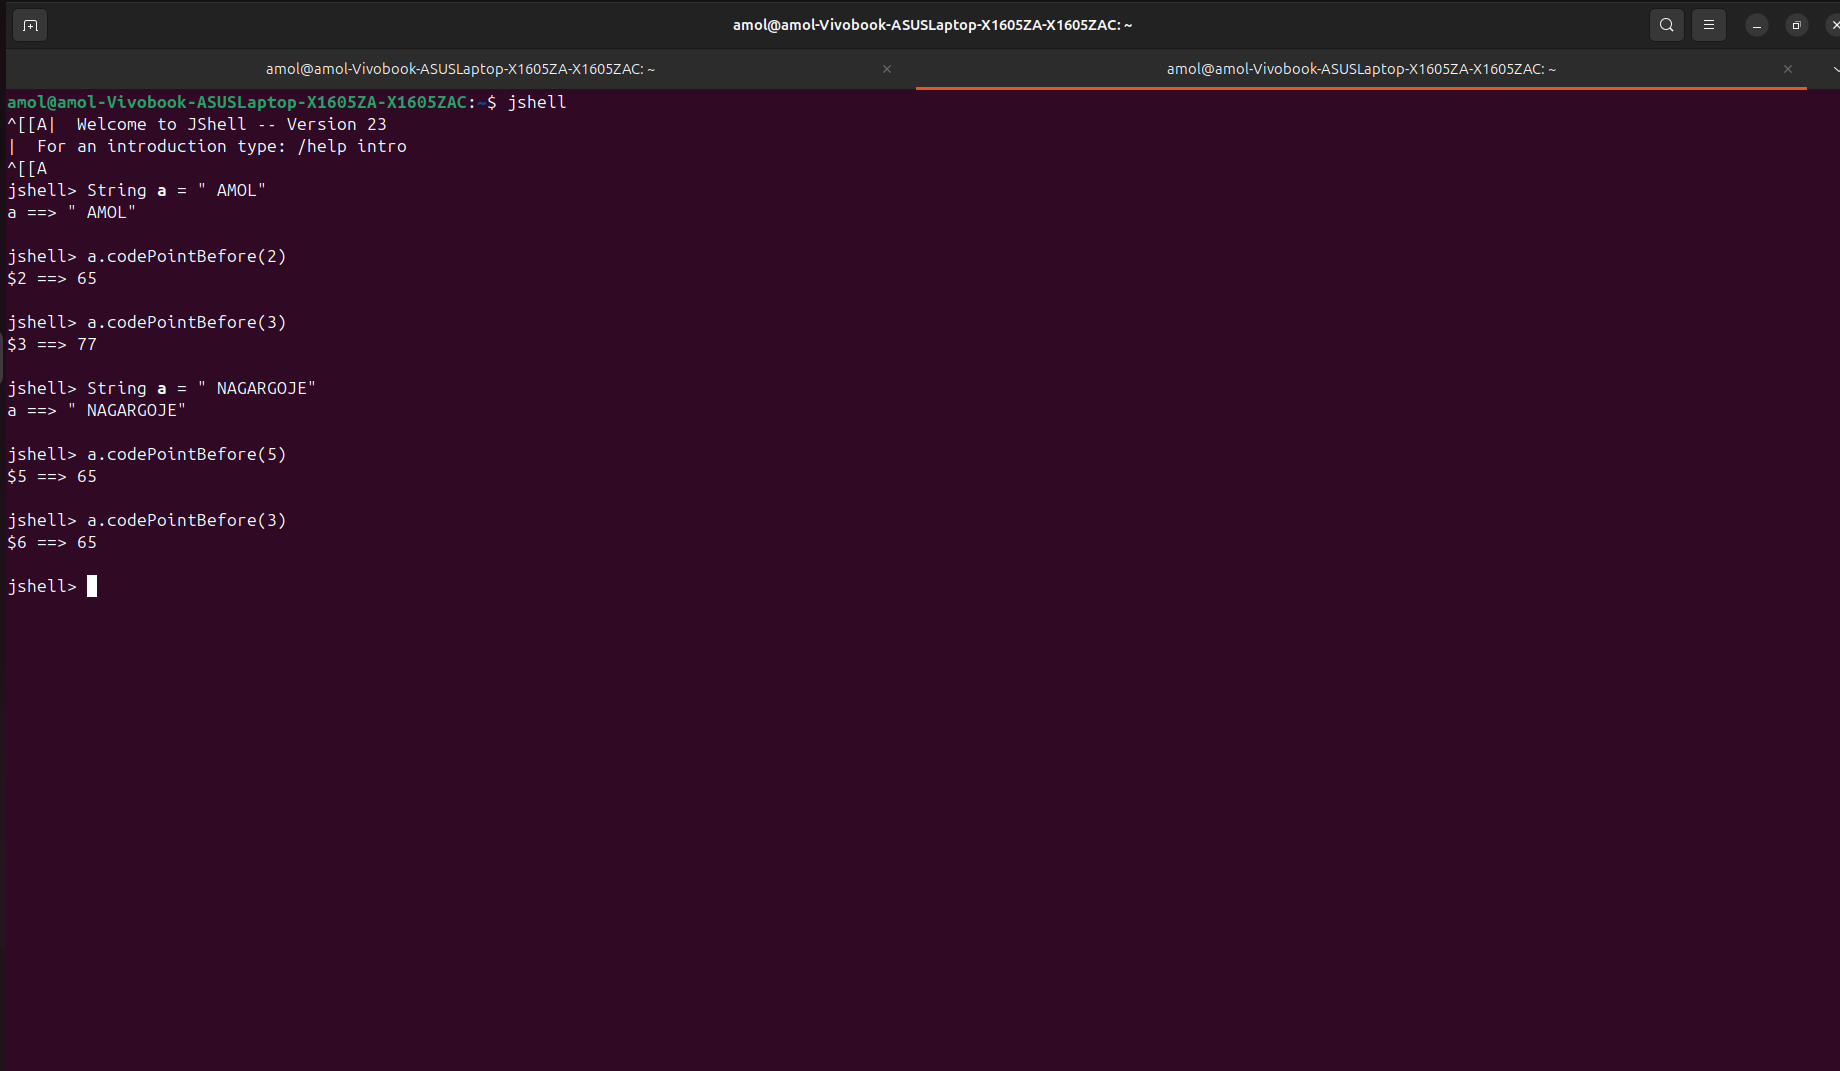 amol@amol-Vivobook-ASUSLaptop-X1605ZA-X1605ZAC: ~
amol@amol-Vivobook-ASUSLaptop-X1605ZA-X1605ZAC: ~
amol@amol-Vivobook-ASUSLaptop-X1605ZA-X1605ZAC: ~
amol@amol-Vivobook-ASUSLaptop-X1605ZA-X1605ZAC:~$ jshell
^[[A|  Welcome to JShell -- Version 23
|  For an introduction type: /help intro
^[[A
jshell> String a = " AMOL"
a ==> " AMOL"
jshell> a.codePointBefore(2)
$2 ==> 65
jshell> a.codePointBefore(3)
$3 ==> 77
jshell> String a = " NAGARGOJE"
a ==> " NAGARGOJE"
jshell> a.codePointBefore(5)
$5 ==> 65
jshell> a.codePointBefore(3)
$6 ==> 65
jshell>